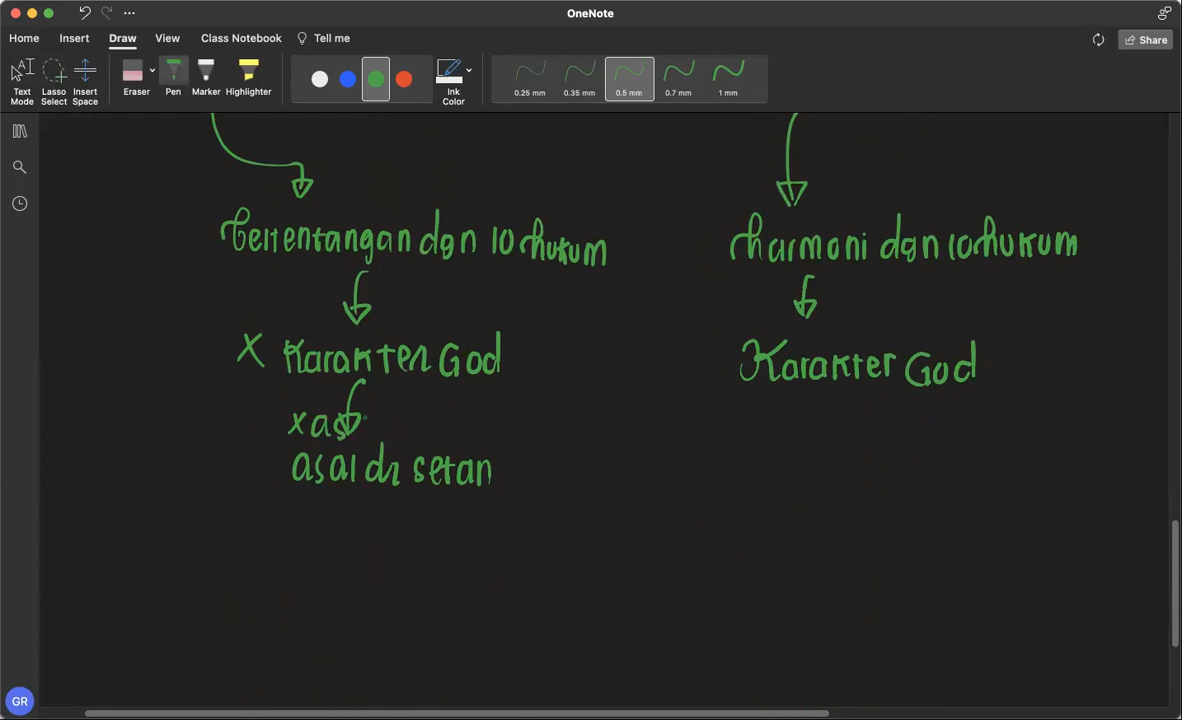 OneNote
Home Insert Draw View Class Notebook Tell me
Share
Text Mode
Lasso Select
Insert Space
Eraser
Pen
Marker
Highlighter
Ink Color
0.25 mm
0.35 mm
0.5 mm
0.7 mm
1 mm
bertentangan dgn 10 hukum
harmoni dgn 10 hukum
X Karakter God
Karakter God
x as
asal dr setan
GR